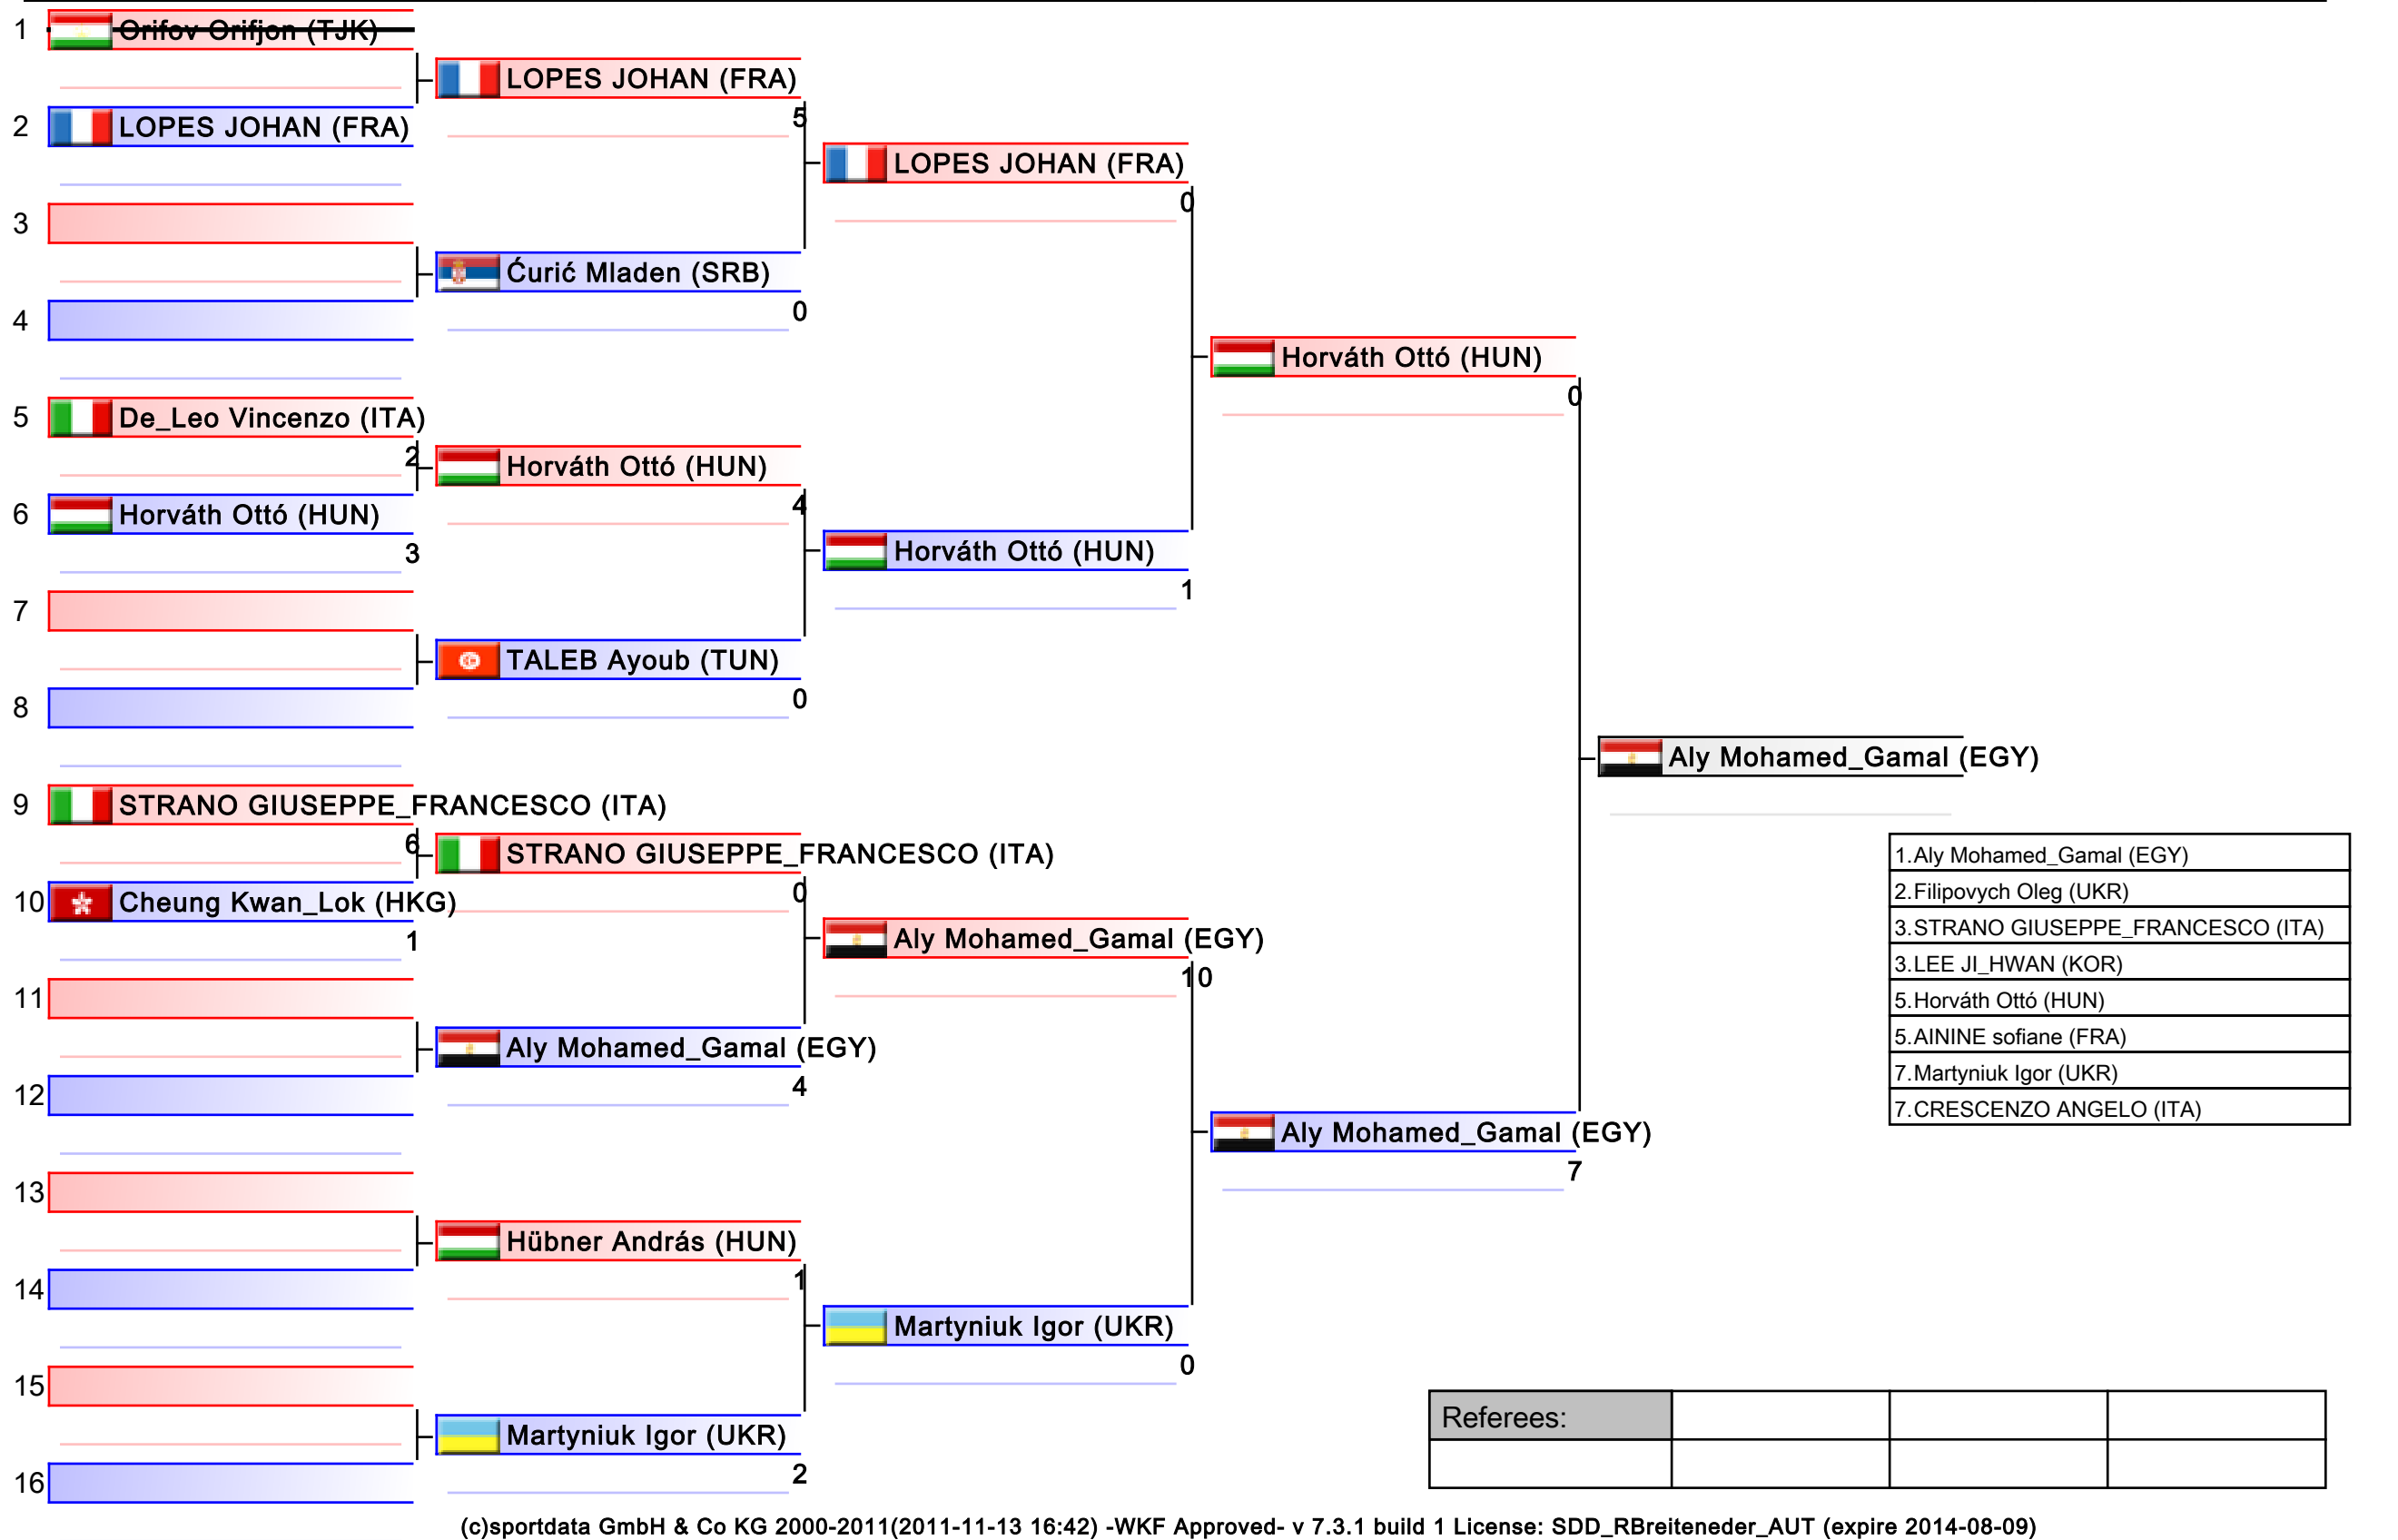 1 Orifov Orifjon (TJK)
LOPES JOHAN (FRA)
5
2 LOPES JOHAN (FRA)
LOPES JOHAN (FRA)
0
3
Ćurić Mladen (SRB)
0
4
Horváth Ottó (HUN)
0
5 De_Leo Vincenzo (ITA)
2
Horváth Ottó (HUN)
4
6 Horváth Ottó (HUN)
3
Horváth Ottó (HUN)
1
7
TALEB Ayoub (TUN)
0
8
Aly Mohamed_Gamal (EGY)
9 STRANO GIUSEPPE_FRANCESCO (ITA)
6
STRANO GIUSEPPE_FRANCESCO (ITA)
0
10 Cheung Kwan_Lok (HKG)
1
Aly Mohamed_Gamal (EGY)
10
11
Aly Mohamed_Gamal (EGY)
4
12
Aly Mohamed_Gamal (EGY)
7
13
Hübner András (HUN)
1
14
Martyniuk Igor (UKR)
0
15
Martyniuk Igor (UKR)
2
16
1.Aly Mohamed_Gamal (EGY)
2.Filipovych Oleg (UKR)
3.STRANO GIUSEPPE_FRANCESCO (ITA)
3.LEE JI_HWAN (KOR)
5.Horváth Ottó (HUN)
5.AININE sofiane (FRA)
7.Martyniuk Igor (UKR)
7.CRESCENZO ANGELO (ITA)
Referees:
(c)sportdata GmbH & Co KG 2000-2011(2011-11-13 16:42) -WKF Approved- v 7.3.1 build 1 License: SDD_RBreiteneder_AUT (expire 2014-08-09)